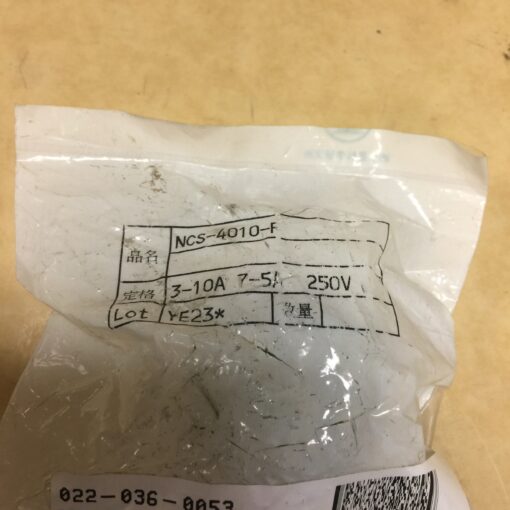 品名 NCS-4010-P
定格 3-10A 7-5A 250V
Lot YE23* 数量
022-036-0053